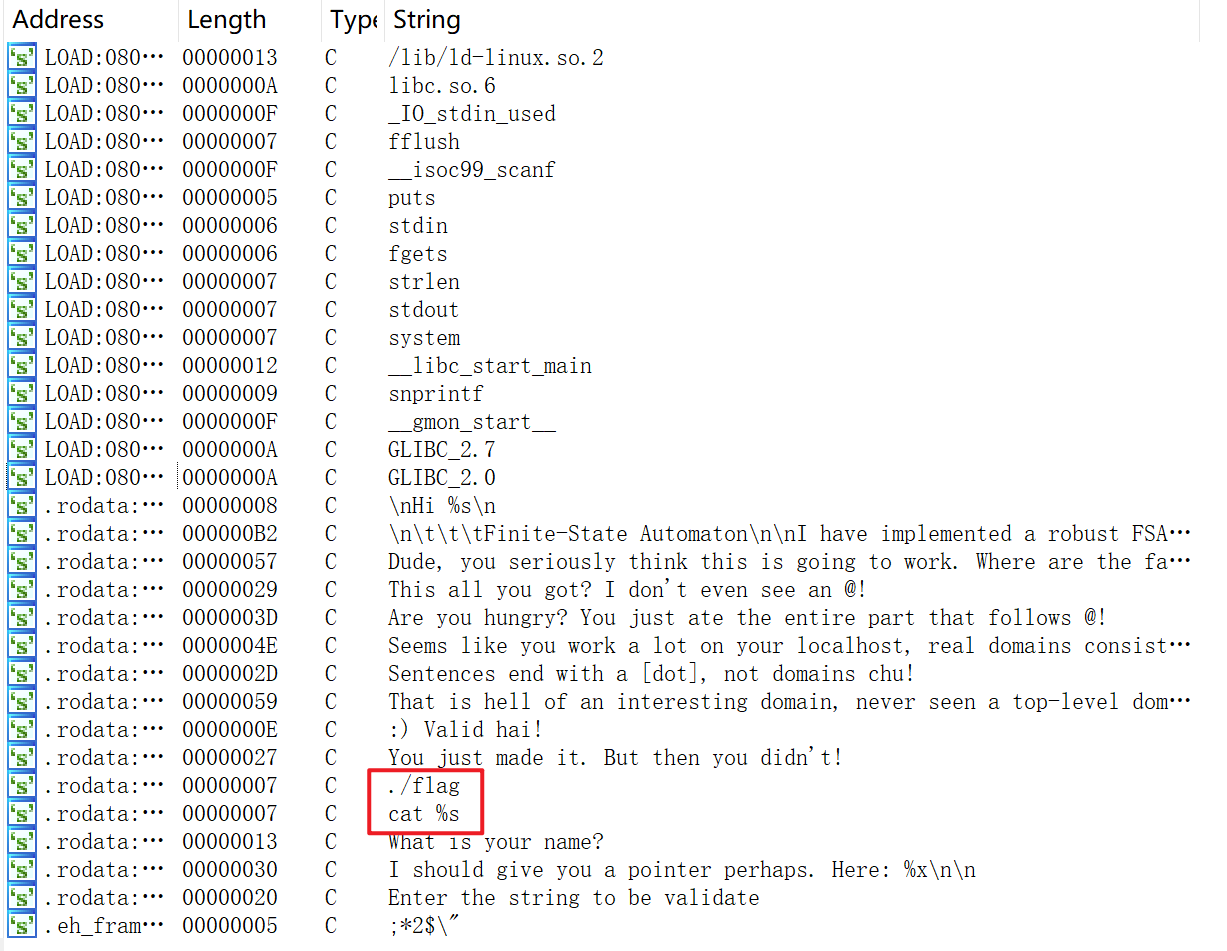 Address Length Type String
's' LOAD:080··· 00000013 C /lib/ld-linux.so.2
's' LOAD:080··· 0000000A C libc.so.6
's' LOAD:080··· 0000000F C _IO_stdin_used
's' LOAD:080··· 00000007 C fflush
's' LOAD:080··· 0000000F C __isoc99_scanf
's' LOAD:080··· 00000005 C puts
's' LOAD:080··· 00000006 C stdin
's' LOAD:080··· 00000006 C fgets
's' LOAD:080··· 00000007 C strlen
's' LOAD:080··· 00000007 C stdout
's' LOAD:080··· 00000007 C system
's' LOAD:080··· 00000012 C __libc_start_main
's' LOAD:080··· 00000009 C snprintf
's' LOAD:080··· 0000000F C __gmon_start__
's' LOAD:080··· 0000000A C GLIBC_2.7
's' LOAD:080··· 0000000A C GLIBC_2.0
's' .rodata:··· 00000008 C \nHi %s\n
's' .rodata:··· 000000B2 C \n\t\t\tFinite-State Automaton\n\nI have implemented a robust FSA···
's' .rodata:··· 00000057 C Dude, you seriously think this is going to work. Where are the fa···
's' .rodata:··· 00000029 C This all you got? I don't even see an @!
's' .rodata:··· 0000003D C Are you hungry? You just ate the entire part that follows @!
's' .rodata:··· 0000004E C Seems like you work a lot on your localhost, real domains consist···
's' .rodata:··· 0000002D C Sentences end with a [dot], not domains chu!
's' .rodata:··· 00000059 C That is hell of an interesting domain, never seen a top-level dom···
's' .rodata:··· 0000000E C :) Valid hai!
's' .rodata:··· 00000027 C You just made it. But then you didn't!
's' .rodata:··· 00000007 C ./flag
's' .rodata:··· 00000007 C cat %s
's' .rodata:··· 00000013 C What is your name?
's' .rodata:··· 00000030 C I should give you a pointer perhaps. Here: %x\n\n
's' .rodata:··· 00000020 C Enter the string to be validate
's' .eh_fram··· 00000005 C ;*2$\"